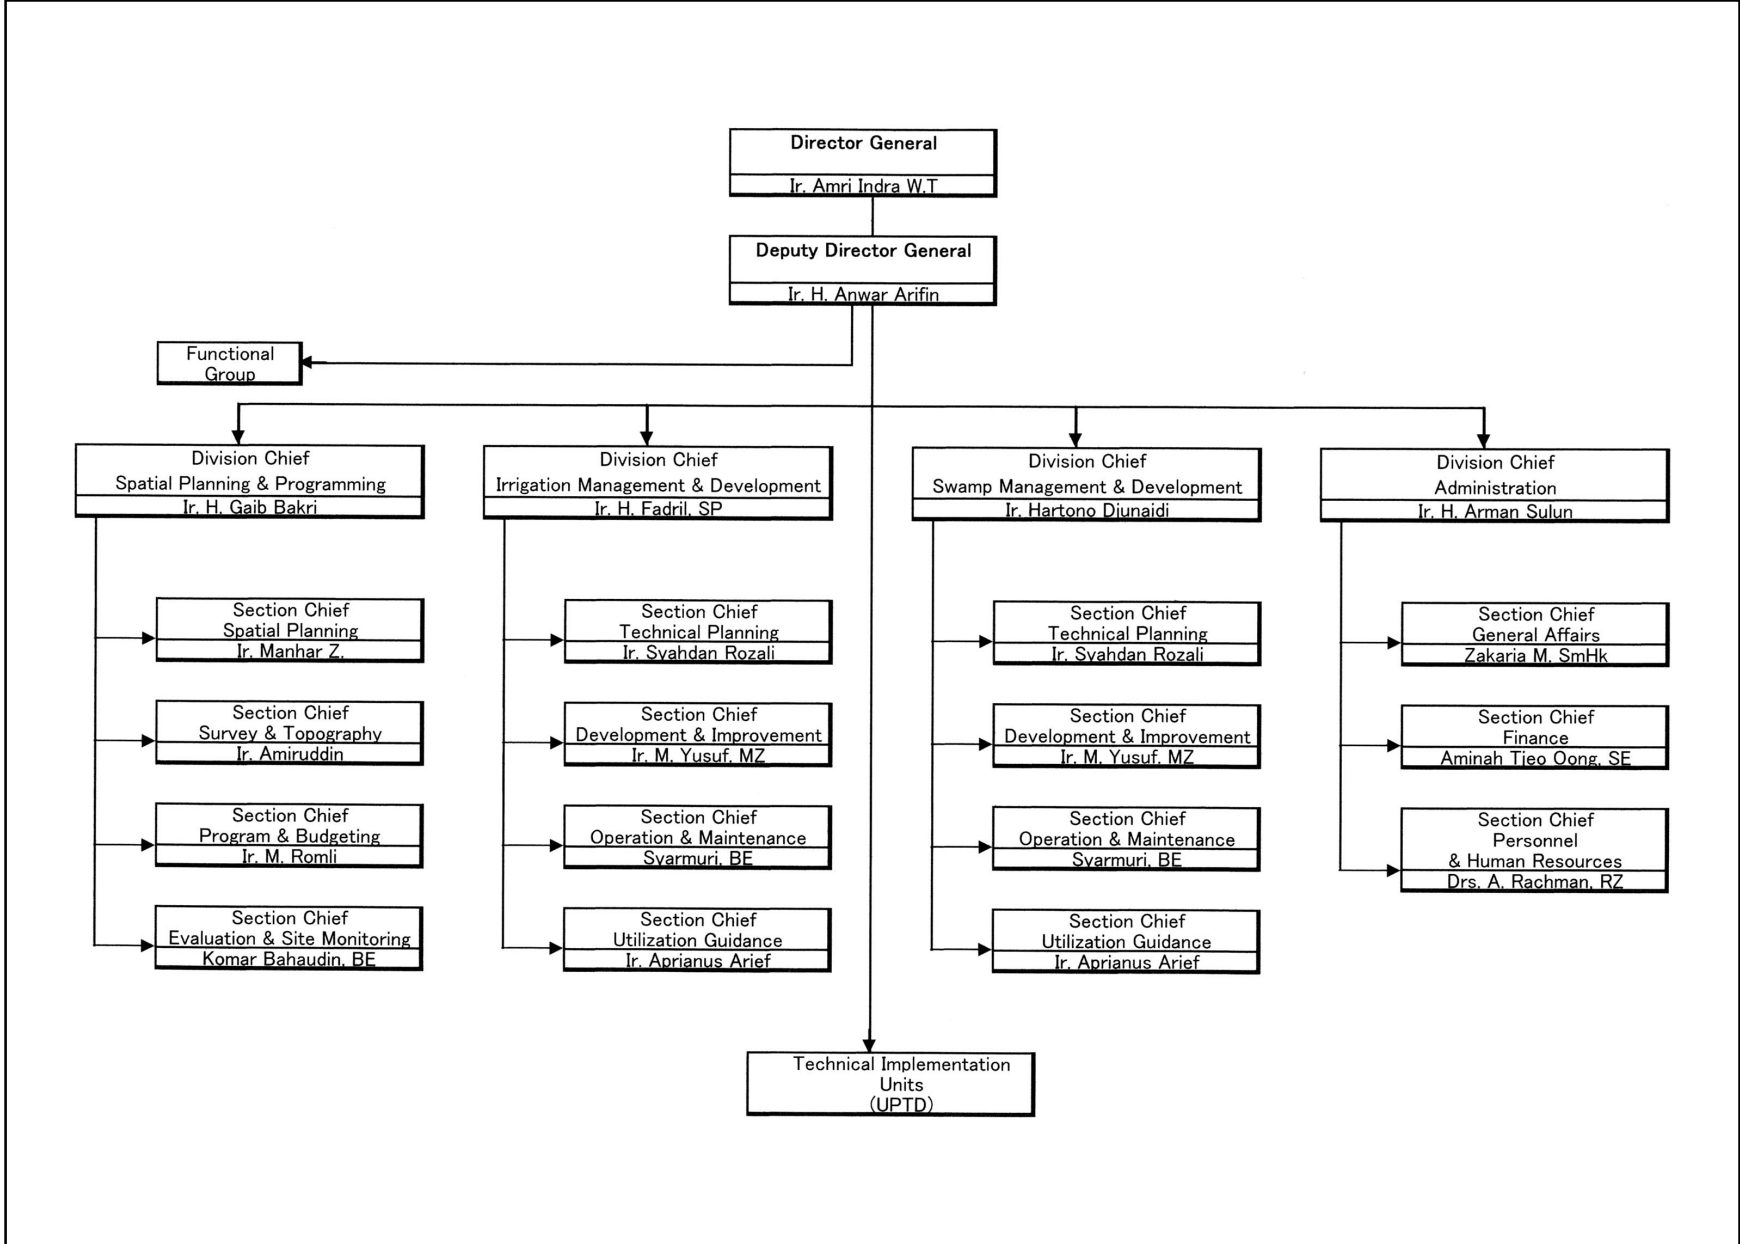 Director General
Ir. Amri Indra W.T
Deputy Director General
Ir. H. Anwar Arifin
Functional
Group
Division Chief
Spatial Planning & Programming
Ir. H. Gaib Bakri
Section Chief
Spatial Planning
Ir. Manhar Z.
Section Chief
Survey & Topography
Ir. Amiruddin
Section Chief
Program & Budgeting
Ir. M. Romli
Section Chief
Evaluation & Site Monitoring
Komar Bahaudin, BE
Division Chief
Irrigation Management & Development
Ir. H. Fadril, SP
Section Chief
Technical Planning
Ir. Syahdan Rozali
Section Chief
Development & Improvement
Ir. M. Yusuf, MZ
Section Chief
Operation & Maintenance
Syarmuri, BE
Section Chief
Utilization Guidance
Ir. Aprianus Arief
Division Chief
Swamp Management & Development
Ir. Hartono Djunaidi
Section Chief
Technical Planning
Ir. Syahdan Rozali
Section Chief
Development & Improvement
Ir. M. Yusuf, MZ
Section Chief
Operation & Maintenance
Syarmuri, BE
Section Chief
Utilization Guidance
Ir. Aprianus Arief
Division Chief
Administration
Ir. H. Arman Sulun
Section Chief
General Affairs
Zakaria M. SmHk
Section Chief
Finance
Aminah Tjeo Oong, SE
Section Chief
Personnel
& Human Resources
Drs. A. Rachman, RZ
Technical Implementation
Units
(UPTD)